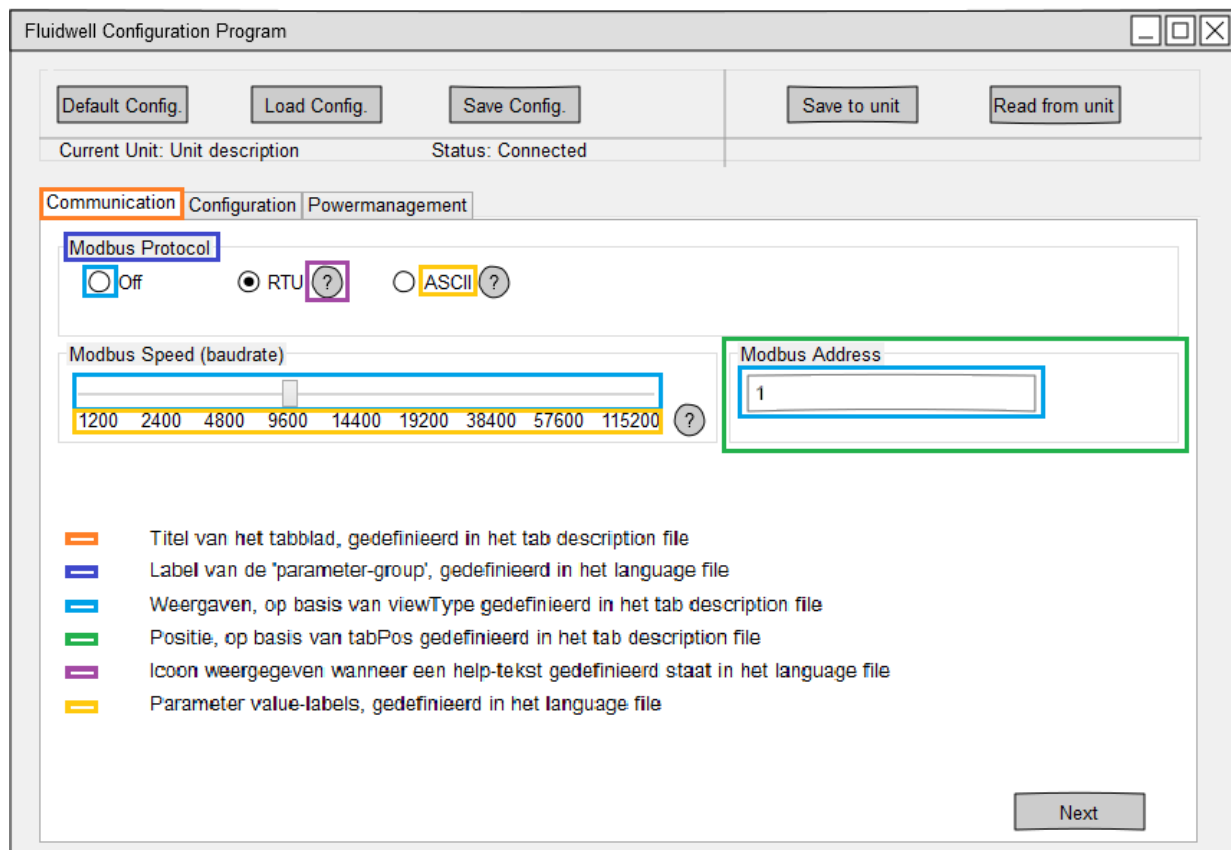 Fluidwell Configuration Program
Default Config. Load Config. Save Config. Save to unit Read from unit
Current Unit: Unit description Status: Connected
Communication Configuration Powermanagement
Modbus Protocol
Off RTU ? ASCII ?
Modbus Speed (baudrate) Modbus Address
1
1200 2400 4800 9600 14400 19200 38400 57600 115200 ?
Titel van het tabblad, gedefinieerd in het tab description file
Label van de 'parameter-group', gedefinieerd in het language file
Weergaven, op basis van viewType gedefinieerd in het tab description file
Positie, op basis van tabPos gedefinieerd in het tab description file
Icoon weergegeven wanneer een help-tekst gedefinieerd staat in het language file
Parameter value-labels, gedefinieerd in het language file
Next